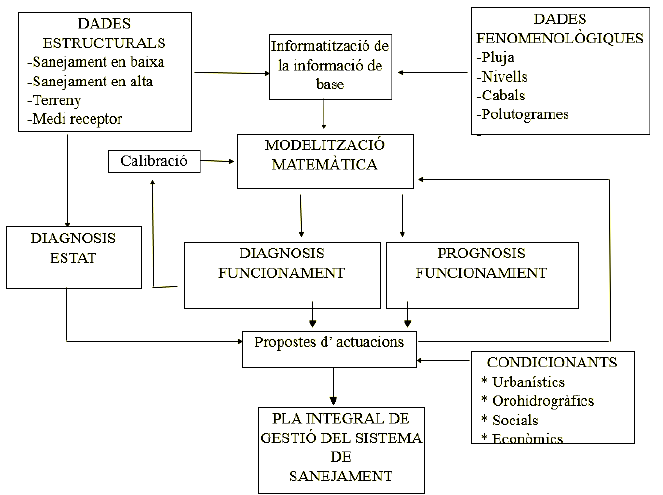 DADES
ESTRUCTURALS
-Sanejament en baixa
-Sanejament en alta
-Terreny
-Medi receptor
Informatització de
la informació de
base
DADES
FENOMENOLÒGIQUES
-Pluja
-Nivells
-Cabals
-Polutogrames
-
Calibració
MODELITZACIÓ
MATEMÀTICA
DIAGNOSIS
ESTAT
DIAGNOSIS
FUNCIONAMENT
PROGNOSIS
FUNCIONAMIENT
Propostes d' actuacions
CONDICIONANTS
* Urbanístics
* Orohidrogràfics
* Socials
* Econòmics
PLA INTEGRAL DE
GESTIÓ DEL SISTEMA
DE
SANEJAMENT